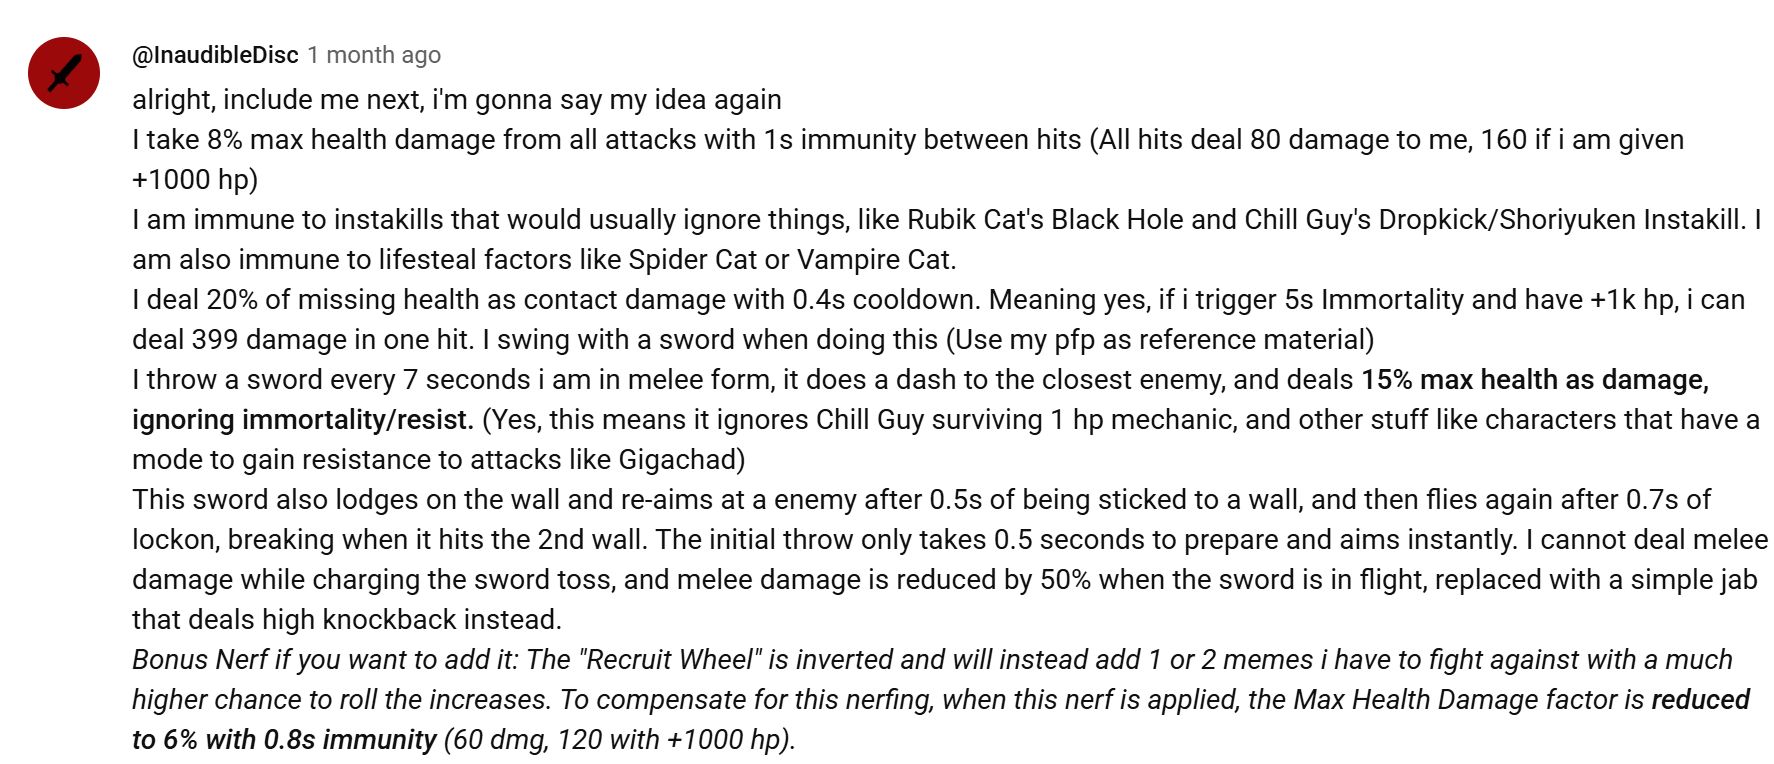 @InaudibleDisc 1 month ago
alright, include me next, i'm gonna say my idea again
I take 8% max health damage from all attacks with 1s immunity between hits (All hits deal 80 damage to me, 160 if i am given
+1000 hp)
I am immune to instakills that would usually ignore things, like Rubik Cat's Black Hole and Chill Guy's Dropkick/Shoriyuken Instakill. I
am also immune to lifesteal factors like Spider Cat or Vampire Cat.
I deal 20% of missing health as contact damage with 0.4s cooldown. Meaning yes, if i trigger 5s Immortality and have +1k hp, i can
deal 399 damage in one hit. I swing with a sword when doing this (Use my pfp as reference material)
I throw a sword every 7 seconds i am in melee form, it does a dash to the closest enemy, and deals 15% max health as damage,
ignoring immortality/resist. (Yes, this means it ignores Chill Guy surviving 1 hp mechanic, and other stuff like characters that have a
mode to gain resistance to attacks like Gigachad)
This sword also lodges on the wall and re-aims at a enemy after 0.5s of being sticked to a wall, and then flies again after 0.7s of
lockon, breaking when it hits the 2nd wall. The initial throw only takes 0.5 seconds to prepare and aims instantly. I cannot deal melee
damage while charging the sword toss, and melee damage is reduced by 50% when the sword is in flight, replaced with a simple jab
that deals high knockback instead.
Bonus Nerf if you want to add it: The "Recruit Wheel" is inverted and will instead add 1 or 2 memes i have to fight against with a much
higher chance to roll the increases. To compensate for this nerfing, when this nerf is applied, the Max Health Damage factor is reduced
to 6% with 0.8s immunity (60 dmg, 120 with +1000 hp).